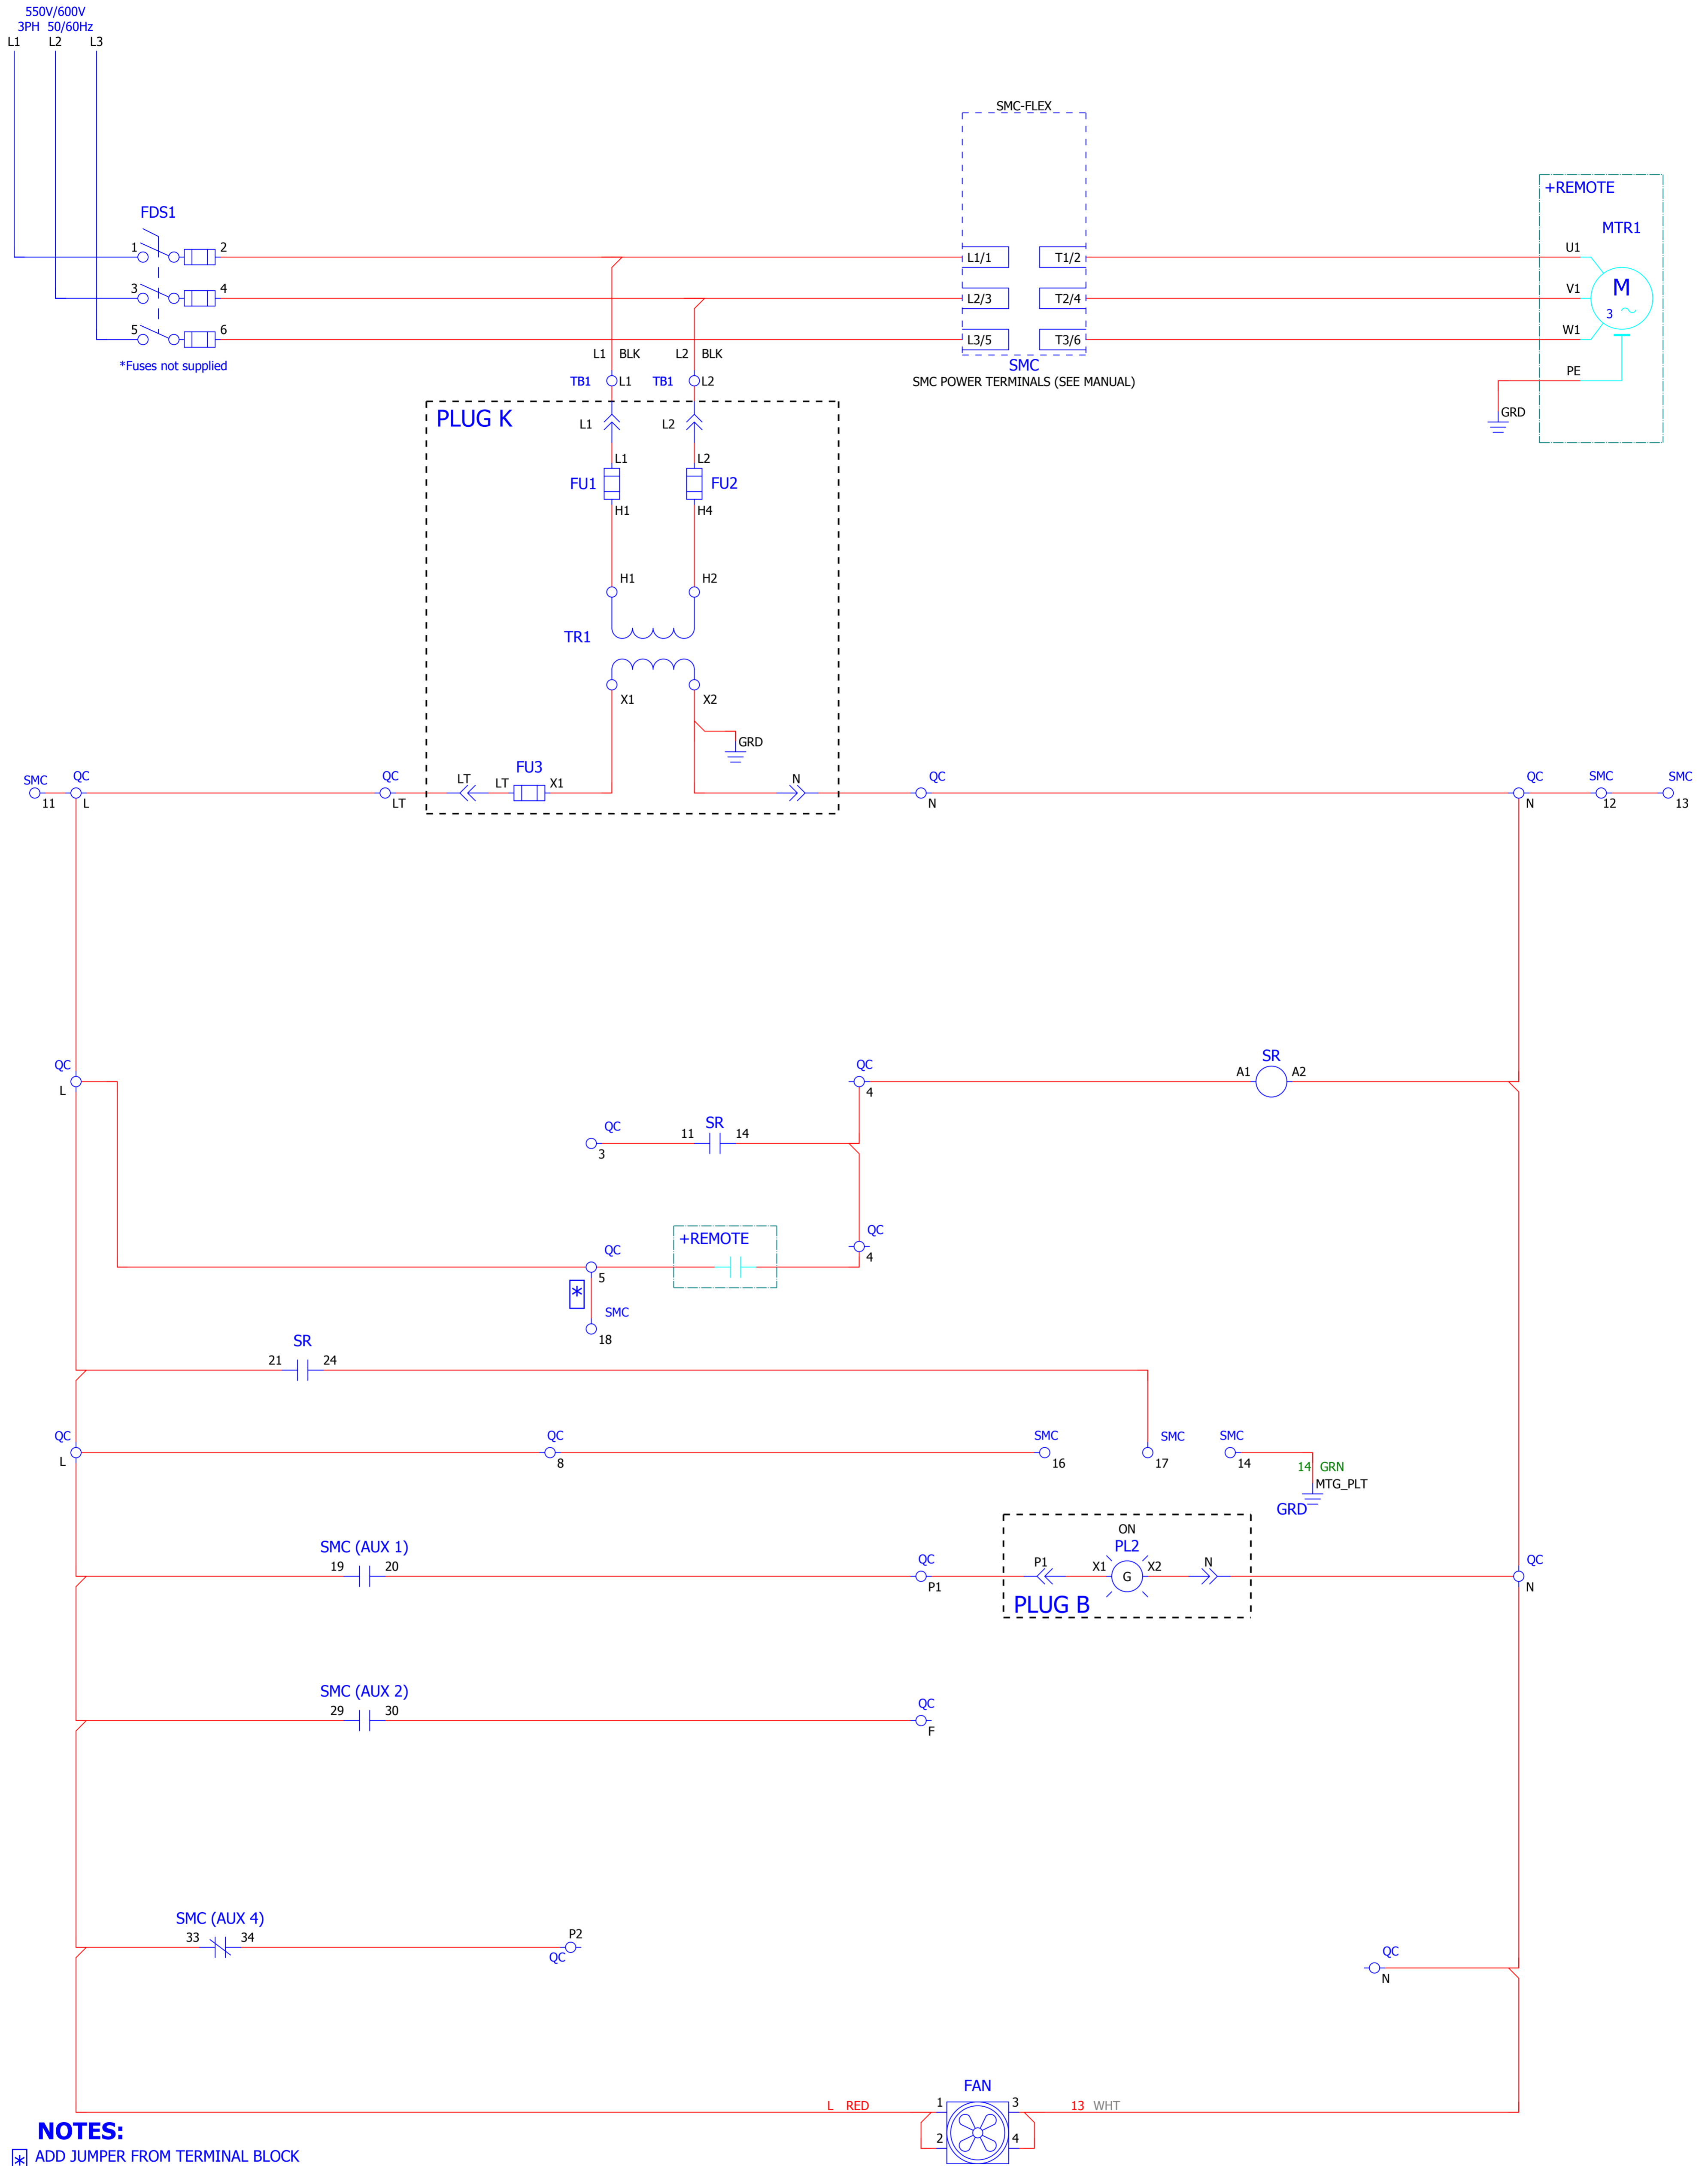 550V/600V
3PH 50/60Hz
L1 L2 L3
SMC-FLEX
+REMOTE
FDS1
MTR1
1 2 L1/1 T1/2 U1
3 4 L2/3 T2/4 V1
M
3
5 6 L3/5 T3/6 W1
*Fuses not supplied
L1 BLK L2 BLK
SMC
SMC POWER TERMINALS (SEE MANUAL)
PE
TB1 L1 TB1 L2
GRD
PLUG K
L1 L2
L1 L2
FU1 FU2
H1 H4
H1 H2
TR1
X1 X2
GRD
FU3
SMC QC QC LT LT X1 N QC QC SMC SMC
11 L LT N N 12 13
QC QC SR
L 4 A1 A2
QC SR
3 11 14
QC +REMOTE QC
5 4
*
SMC
18
SR
21 24
QC QC SMC SMC SMC
L 8 16 17 14
14 GRN
MTG_PLT
GRD
ON
SMC (AUX 1) PL2
19 20 QC P1 X1 G X2 N QC
P1 N
PLUG B
SMC (AUX 2)
29 30 QC
F
SMC (AUX 4)
33 34 P2
QC
QC
N
FAN
L RED 1 3 13 WHT
2 4
NOTES:
* ADD JUMPER FROM TERMINAL BLOCK